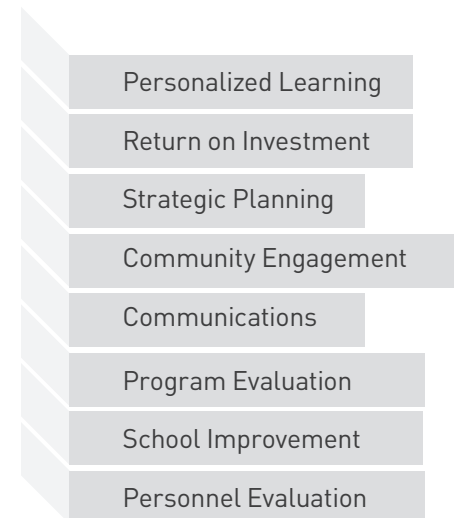 Personalized Learning
Return on Investment
Strategic Planning
Community Engagement
Communications
Program Evaluation
School Improvement
Personnel Evaluation